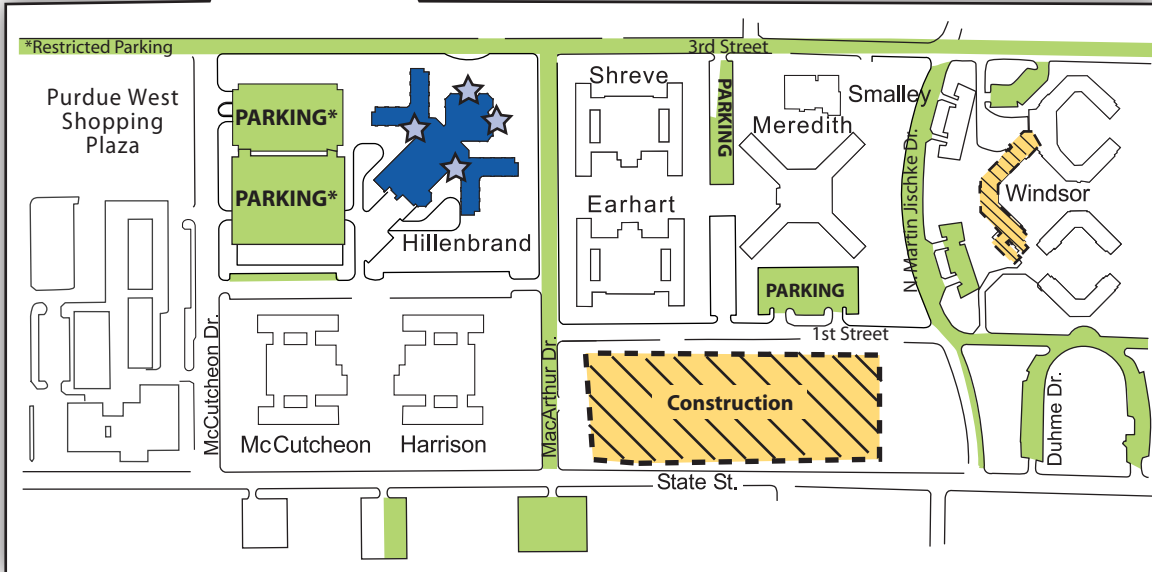 *Restricted Parking
3rd Street
Purdue West
Shopping
Plaza
PARKING*
PARKING*
Hillenbrand
Shreve
PARKING
Smalley
Meredith
Earhart
N. Martin Jischke Dr.
Windsor
PARKING
1st Street
McCutcheon Dr.
McCutcheon
Harrison
MacArthur Dr.
Construction
Duhme Dr.
State St.